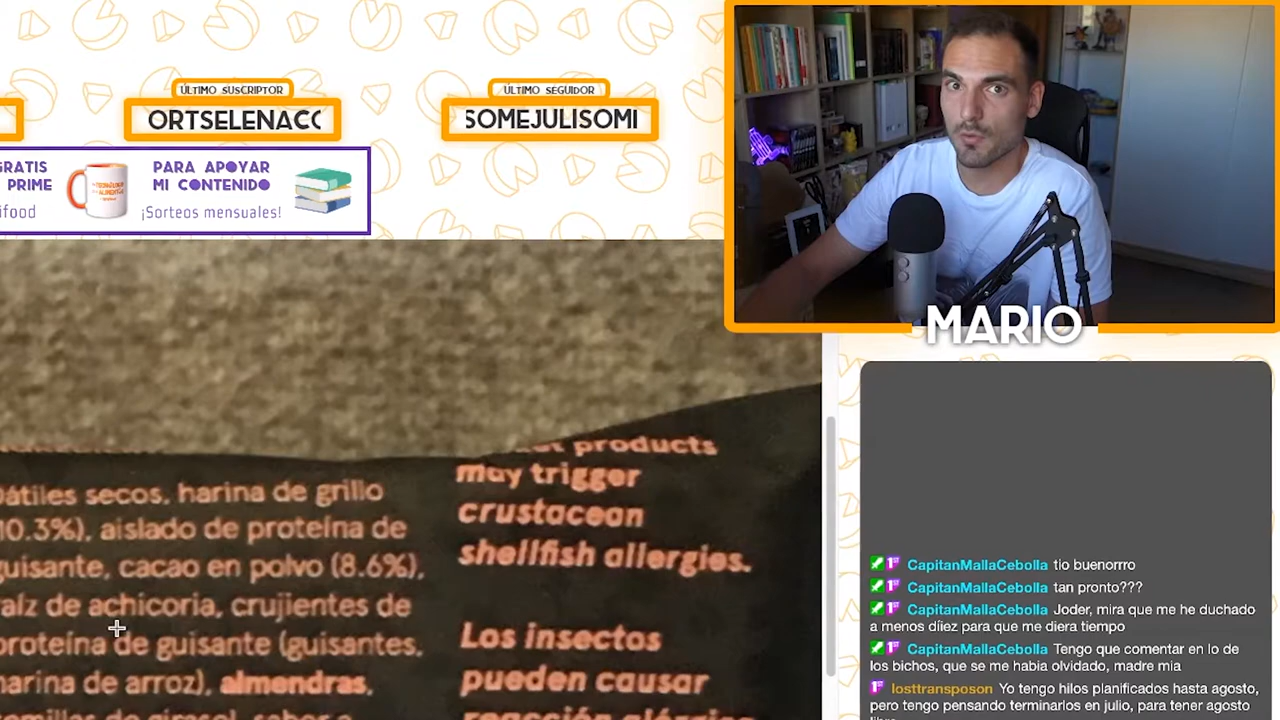 ÚLTIMO SUSCRIPTOR
ORTSELENACC
ÚLTIMO SEGUIDOR
SOMEJULISOMI
GRATIS
PRIME
ifood
PARA APOYAR
MI CONTENIDO
¡Sorteos mensuales!
MARIO
Dátiles secos, harina de grillo
10.3%), aislado de proteína de
guisante, cacao en polvo (8.6%),
raíz de achicoria, crujientes de
proteína de guisante (guisantes,
harina de arroz), almendras,
products
may trigger
crustacean
shellfish allergies.
Los insectos
pueden causar
CapitanMallaCebolla tio buenorrro
CapitanMallaCebolla tan pronto???
CapitanMallaCebolla Joder, mira que me he duchado
a menos díiez para que me diera tiempo
CapitanMallaCebolla Tengo que comentar en lo de
los bichos, que se me habia olvidado, madre mia
losttransposon Yo tengo hilos planificados hasta agosto,
pero tengo pensando terminarlos en julio, para tener agosto